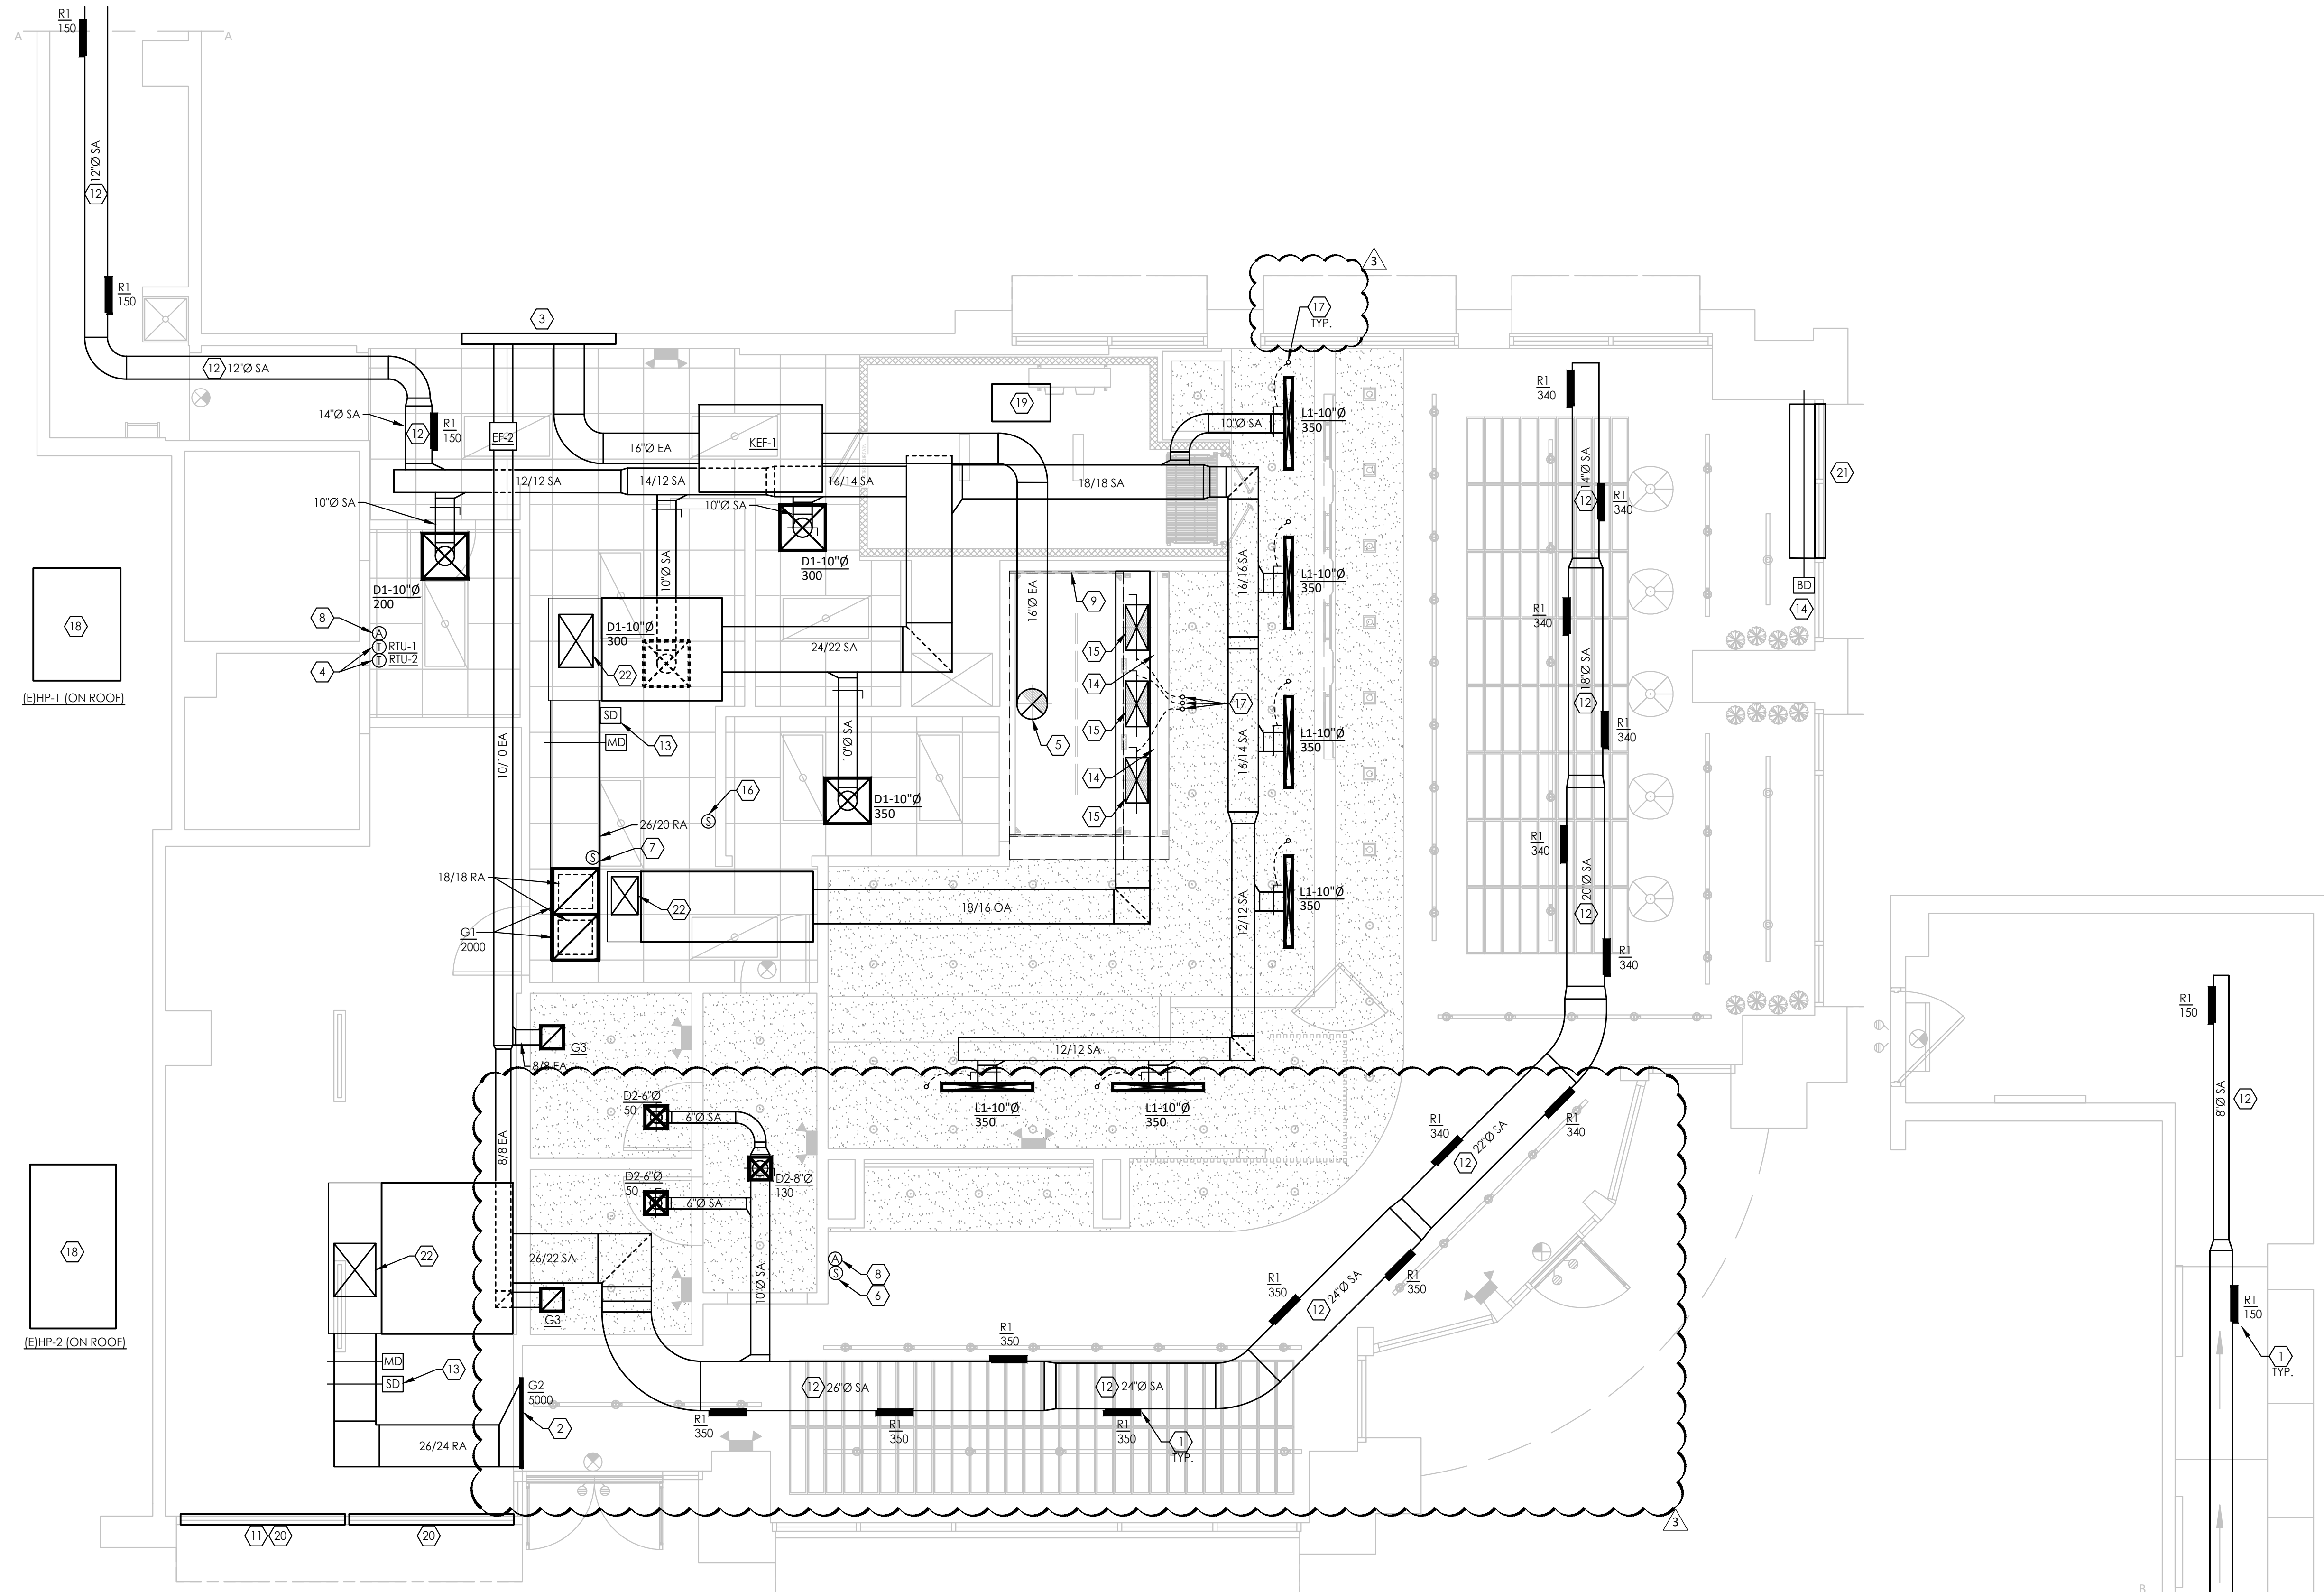 R1
150
A
A
12"Ø SA
12
R1
150
3
3
17
TYP.
12
12"Ø SA
14"Ø SA
12
R1
150
EF-2
16"Ø EA
KEF-1
19
10"Ø SA
L1-10"Ø
350
R1
340
21
12/12 SA
14/12 SA
16/14 SA
18/18 SA
14"Ø SA
12
R1
340
10"Ø SA
10"Ø SA
D1-10"Ø
200
D1-10"Ø
300
10"Ø SA
16"Ø EA
9
16/16 SA
L1-10"Ø
350
BD
14
R1
340
18
8
A
T
RTU-1
T
RTU-2
4
D1-10"Ø
300
22
24/22 SA
15
14
15
17
18"Ø SA
12
(E)HP-1 (ON ROOF)
SD
MD
13
10/10 EA
10"Ø SA
5
14
15
16/14 SA
L1-10"Ø
350
R1
340
16
S
D1-10"Ø
350
26/20 RA
S
7
R1
340
20"Ø SA
12
18/18 RA
22
18/16 OA
12/12 SA
L1-10"Ø
350
G1
2000
R1
340
R1
150
G3
8/8 EA
12/12 SA
D2-6"Ø
50
6"Ø SA
L1-10"Ø
350
L1-10"Ø
350
R1
340
R1
340
22"Ø SA
12
8"Ø SA
12
8/8 EA
D2-6"Ø
50
6"Ø SA
D2-8"Ø
130
18
22
26/22 SA
10"Ø SA
A
S
8
6
R1
350
12
24"Ø SA
R1
350
R1
150
(E)HP-2 (ON ROOF)
G3
R1
350
1
TYP.
MD
SD
13
G2
5000
2
12
26"Ø SA
12
24"Ø SA
R1
350
R1
350
R1
350
1
TYP.
26/24 RA
11
20
20
3
B